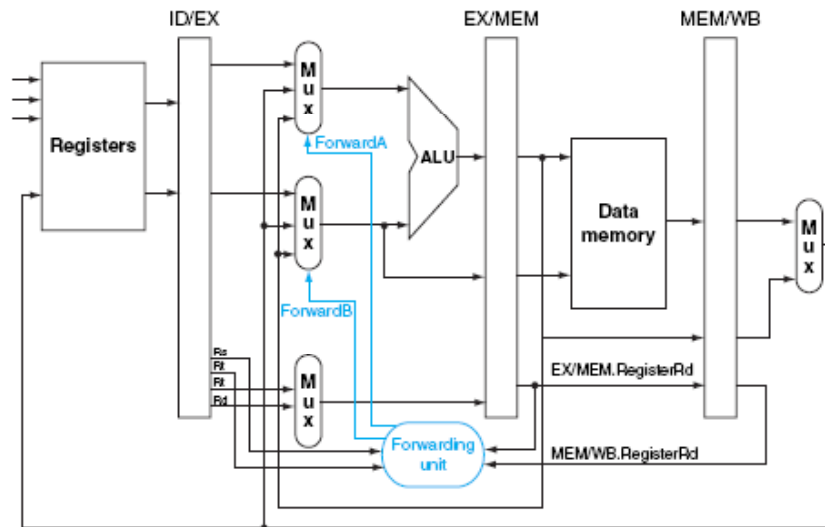 ID/EX
EX/MEM
MEM/WB
Mux
Registers
ForwardA
ALU
Mux
Data
memory
Mux
ForwardB
Rs
Rt
Rt
Rd
Mux
EX/MEM.RegisterRd
Forwarding
unit
MEM/WB.RegisterRd